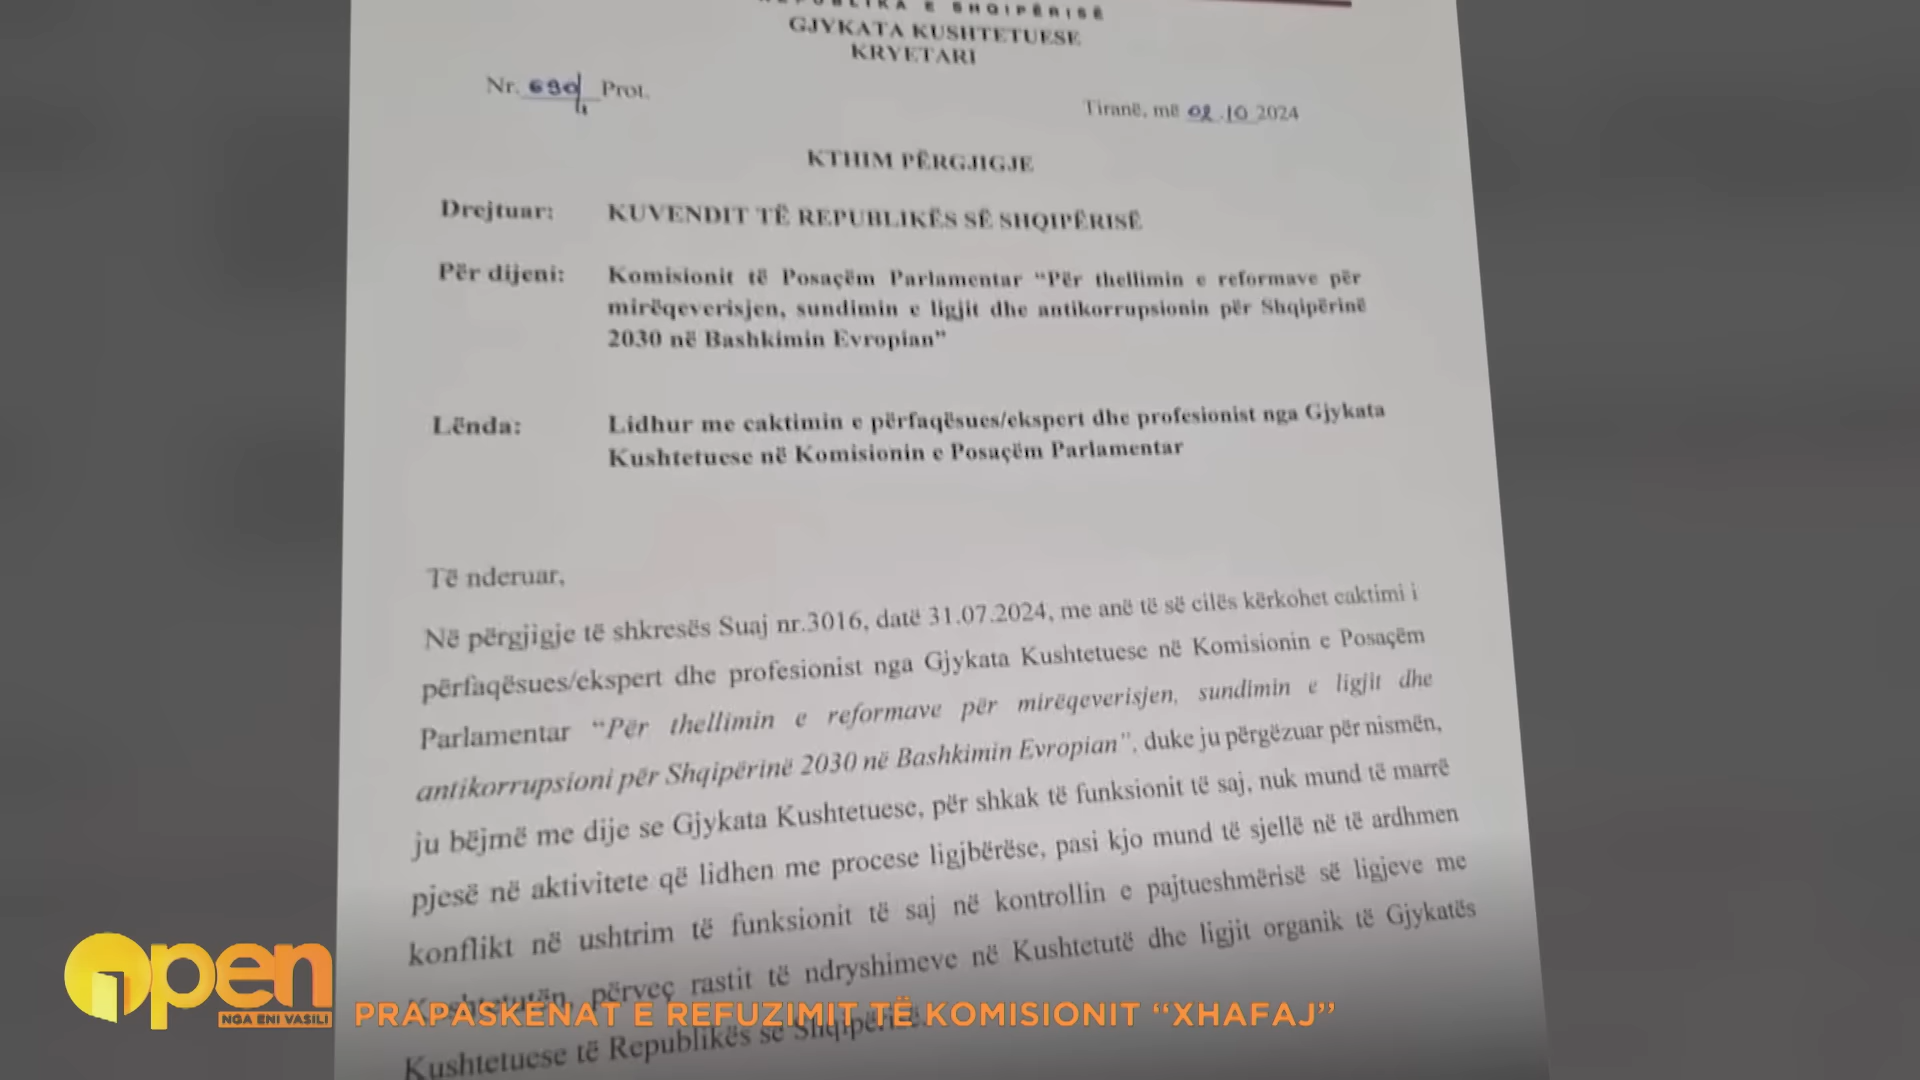 REPUBLIKA E SHQIPËRISË
GJYKATA KUSHTETUESE
KRYETARI
Nr. 690/1 Prot.
Tiranë, më 02.10 2024
KTHIM PËRGJIGJE
Drejtuar: KUVENDIT TË REPUBLIKËS SË SHQIPËRISË
Për dijeni: Komisionit të Posaçëm Parlamentar “Për thellimin e reformave për
mirëqeverisjen, sundimin e ligjit dhe antikorrupsionin për Shqipërinë
2030 në Bashkimin Evropian”
Lënda: Lidhur me caktimin e përfaqësues/ekspert dhe profesionist nga Gjykata
Kushtetuese në Komisionin e Posaçëm Parlamentar
Të nderuar,
Në përgjigje të shkresës Suaj nr.3016, datë 31.07.2024, me anë të së cilës kërkohet caktimi i
përfaqësues/ekspert dhe profesionist nga Gjykata Kushtetuese në Komisionin e Posaçëm
Parlamentar “Për thellimin e reformave për mirëqeverisjen, sundimin e ligjit dhe
antikorrupsioni për Shqipërinë 2030 në Bashkimin Evropian”, duke ju përgëzuar për nismën,
ju bëjmë me dije se Gjykata Kushtetuese, për shkak të funksionit të saj, nuk mund të marrë
pjesë në aktivitete që lidhen me procese ligjbërëse, pasi kjo mund të sjellë në të ardhmen
konflikt në ushtrim të funksionit të saj në kontrollin e pajtueshmërisë së ligjeve me
Kushtetutën, përveç rastit të ndryshimeve në Kushtetutë dhe ligjit organik të Gjykatës
Kushtetuese të Republikës së Shqipërisë.
Open
NGA ENI VASILI
PRAPASKENAT E REFUZIMIT TË KOMISIONIT “XHAFAJ”